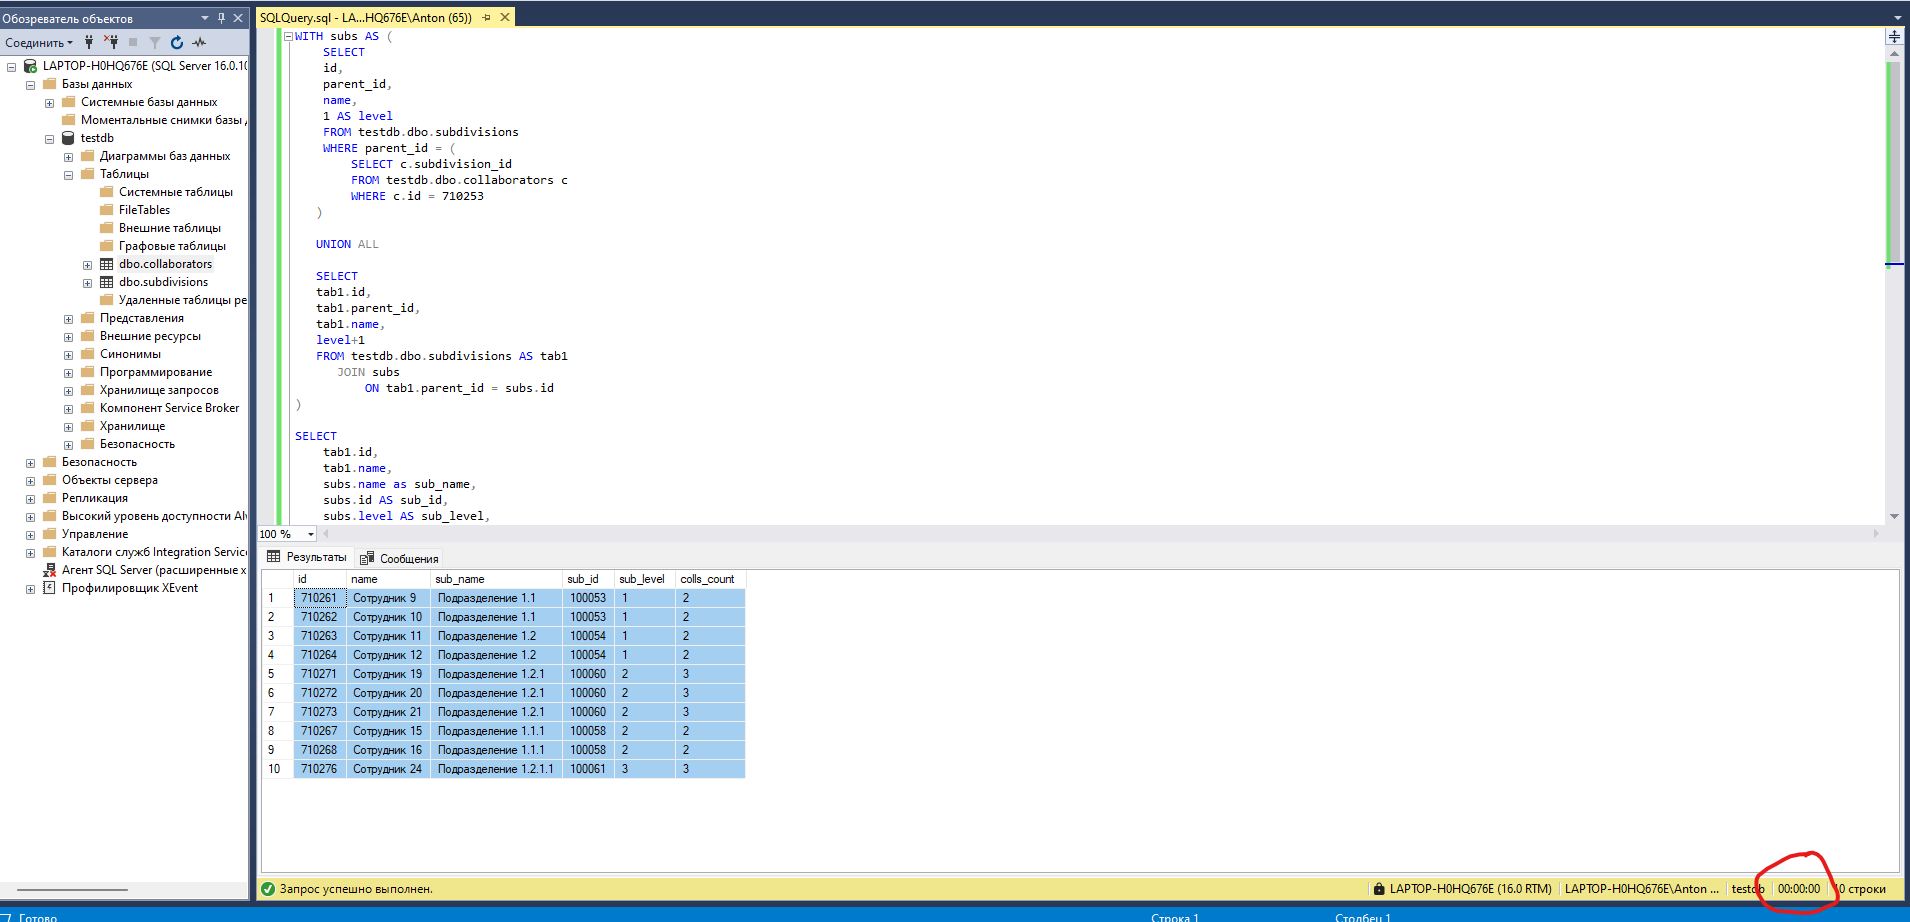 Обозреватель объектов
Соединить
LAPTOP-H0HQ676E (SQL Server 16.0.10
Базы данных
Системные базы данных
Моментальные снимки базы д
testdb
Диаграммы баз данных
Таблицы
Системные таблицы
FileTables
Внешние таблицы
Графовые таблицы
dbo.collaborators
dbo.subdivisions
Удаленные таблицы ре
Представления
Внешние ресурсы
Синонимы
Программирование
Хранилище запросов
Компонент Service Broker
Хранилище
Безопасность
Безопасность
Объекты сервера
Репликация
Высокий уровень доступности Alw
Управление
Каталоги служб Integration Service
Агент SQL Server (расширенные x
Профилировщик XEvent
SQLQuery.sql - LA...HQ676E\Anton (65))
WITH subs AS (
SELECT
id,
parent_id,
name,
1 AS level
FROM testdb.dbo.subdivisions
WHERE parent_id = (
SELECT c.subdivision_id
FROM testdb.dbo.collaborators c
WHERE c.id = 710253
)
UNION ALL
SELECT
tab1.id,
tab1.parent_id,
tab1.name,
level+1
FROM testdb.dbo.subdivisions AS tab1
JOIN subs
ON tab1.parent_id = subs.id
)
SELECT
tab1.id,
tab1.name,
subs.name as sub_name,
subs.id AS sub_id,
subs.level AS sub_level,
100 %
Результаты Сообщения
id name sub_name sub_id sub_level colls_count
1 710261 Сотрудник 9 Подразделение 1.1 100053 1 2
2 710262 Сотрудник 10 Подразделение 1.1 100053 1 2
3 710263 Сотрудник 11 Подразделение 1.2 100054 1 2
4 710264 Сотрудник 12 Подразделение 1.2 100054 1 2
5 710271 Сотрудник 19 Подразделение 1.2.1 100060 2 3
6 710272 Сотрудник 20 Подразделение 1.2.1 100060 2 3
7 710273 Сотрудник 21 Подразделение 1.2.1 100060 2 3
8 710267 Сотрудник 15 Подразделение 1.1.1 100058 2 2
9 710268 Сотрудник 16 Подразделение 1.1.1 100058 2 2
10 710276 Сотрудник 24 Подразделение 1.2.1.1 100061 3 3
Запрос успешно выполнен. LAPTOP-H0HQ676E (16.0 RTM) LAPTOP-H0HQ676E\Anton ... testdb 00:00:00 10 строки
Готово Строка 1 Столбец 1